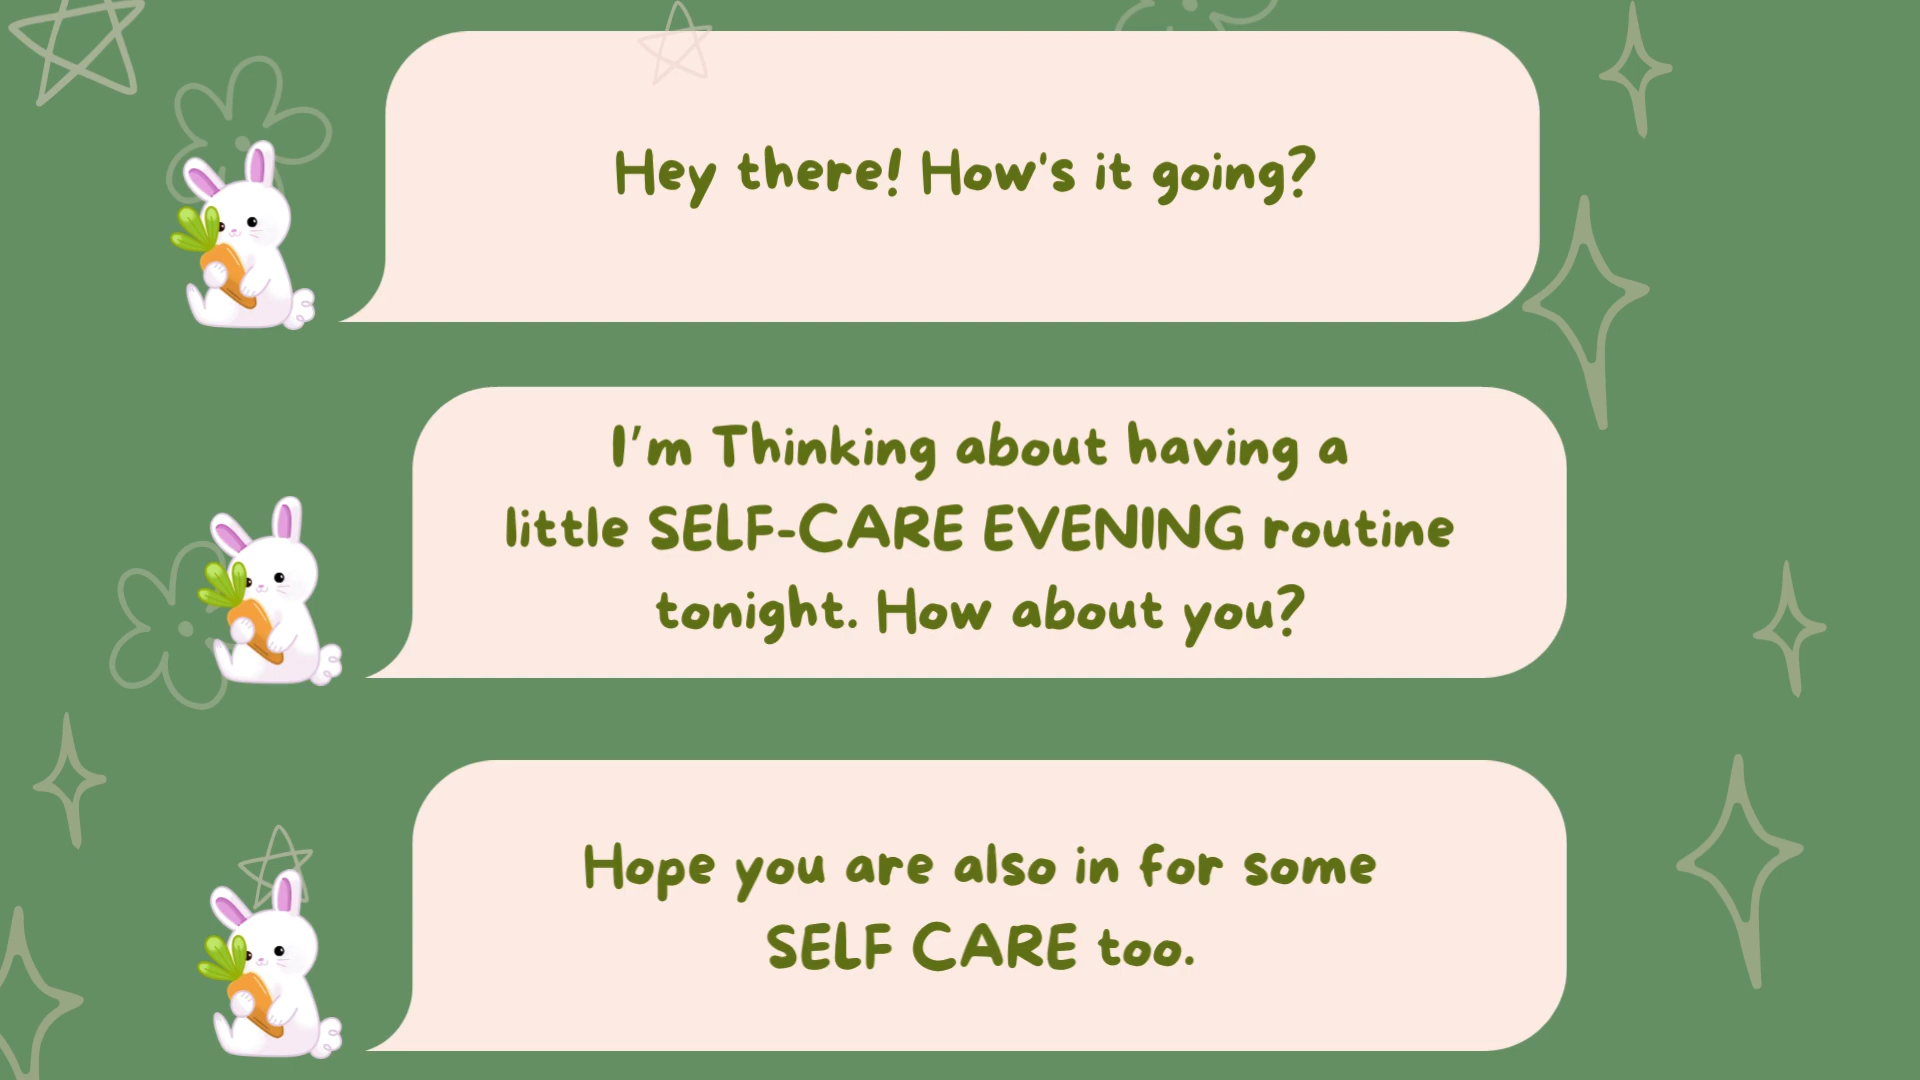 Hey there! How's it going?
I'm Thinking about having a
little SELF-CARE EVENING routine
tonight. How about you?
Hope you are also in for some
SELF CARE too.